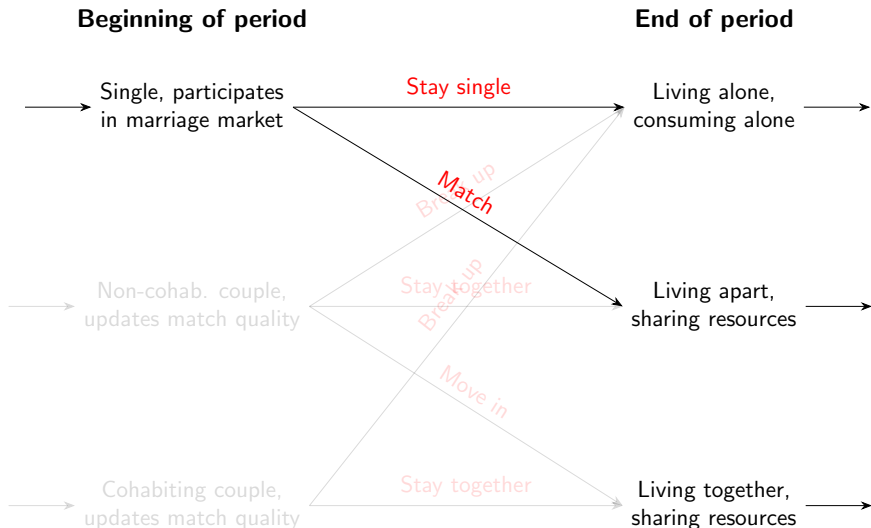 Beginning of period
End of period
Single, participates
in marriage market
Stay single
Living alone,
consuming alone
Break up
Match
Non-cohab. couple,
updates match quality
Stay together
Break up
Living apart,
sharing resources
Move in
Cohabiting couple,
updates match quality
Stay together
Living together,
sharing resources